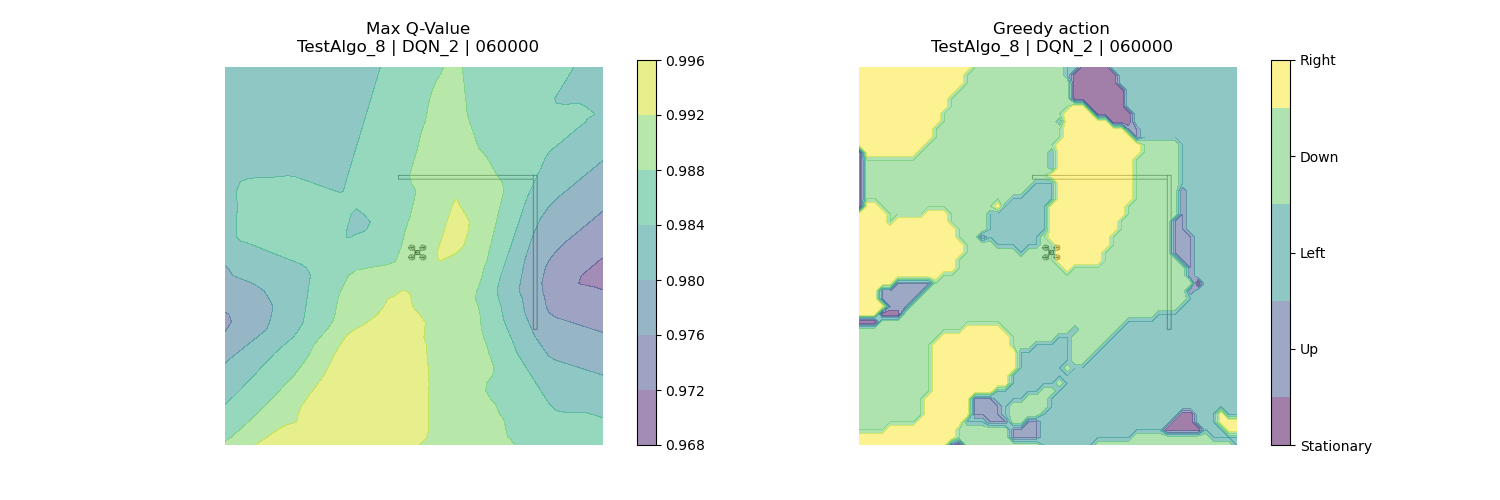 Max Q-Value
TestAlgo_8 | DQN_2 | 060000
0.996
0.992
0.988
0.984
0.980
0.976
0.972
0.968
Greedy action
TestAlgo_8 | DQN_2 | 060000
Right
Down
Left
Up
Stationary